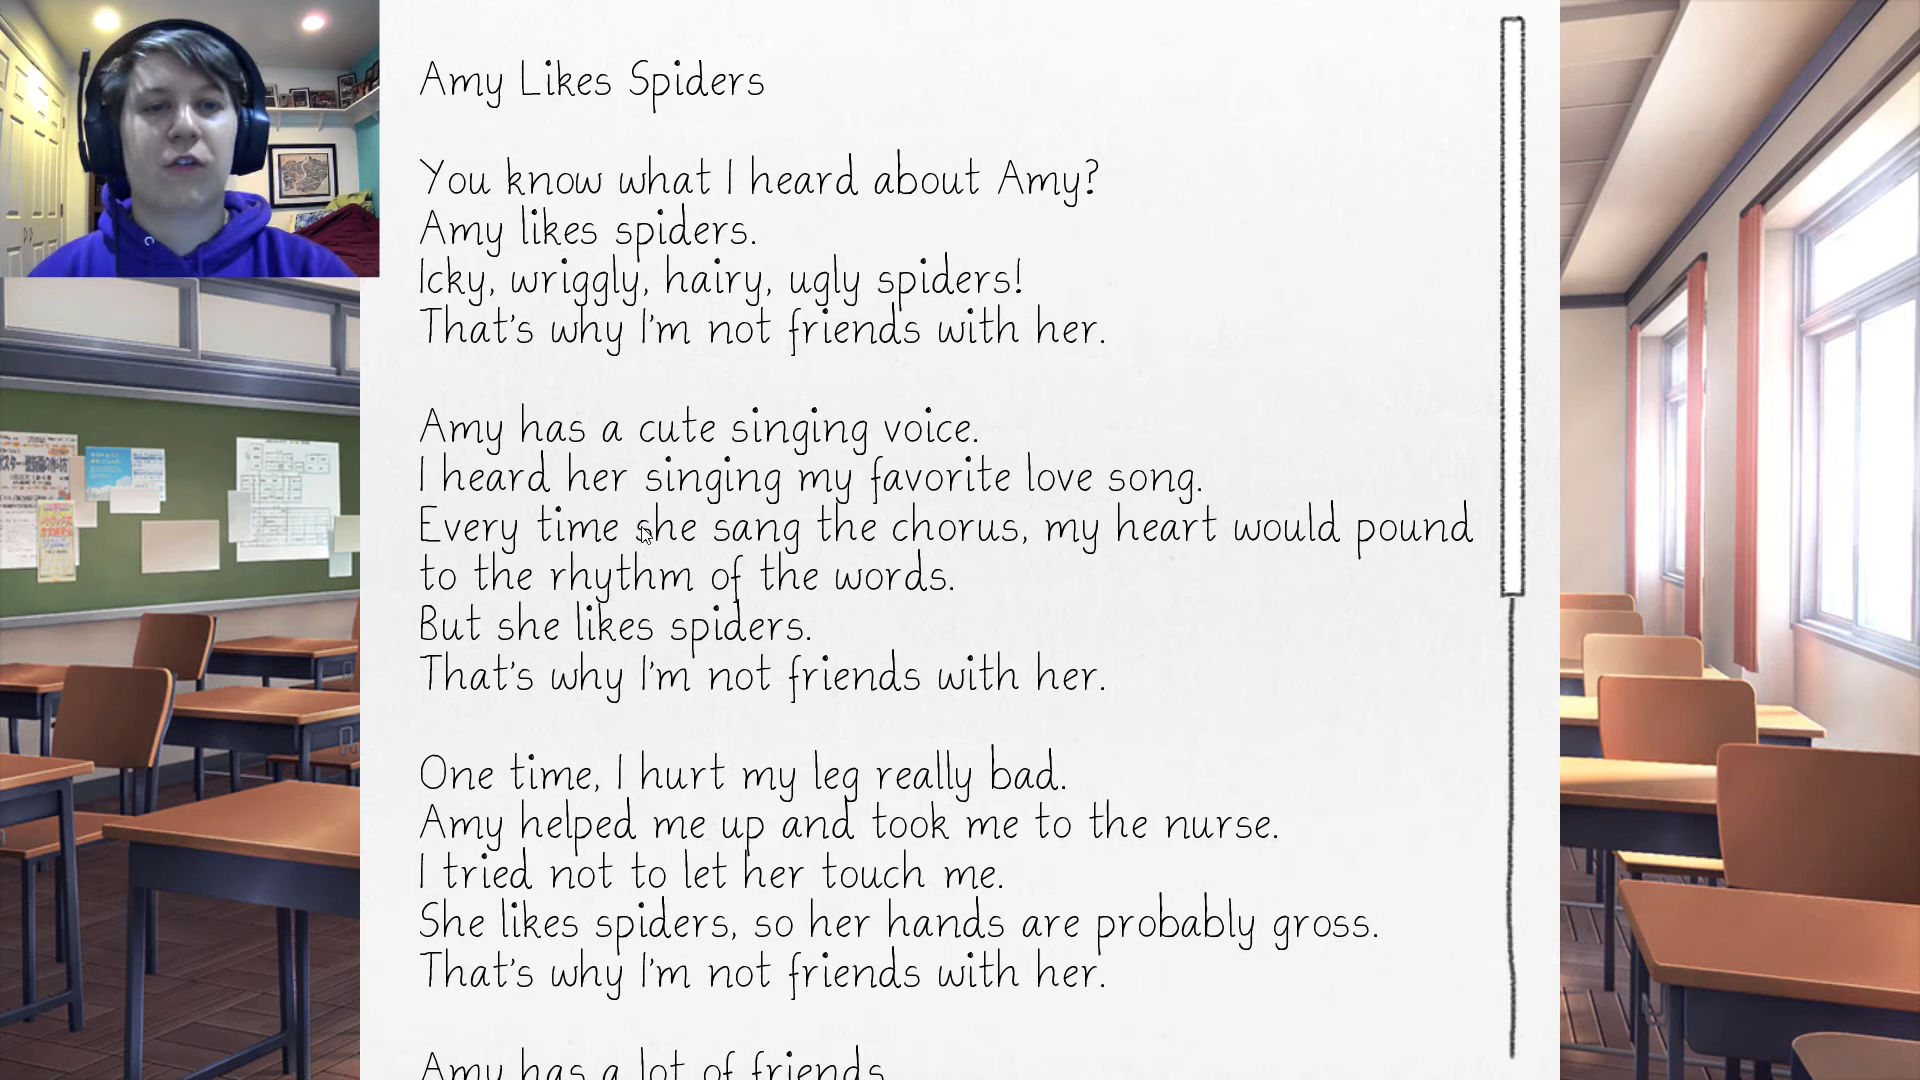 Amy Likes Spiders
You know what I heard about Amy?
Amy likes spiders.
Icky, wriggly, hairy, ugly spiders!
That's why I'm not friends with her.
Amy has a cute singing voice.
I heard her singing my favorite love song.
Every time she sang the chorus, my heart would pound
to the rhythm of the words.
But she likes spiders.
That's why I'm not friends with her.
One time, I hurt my leg really bad.
Amy helped me up and took me to the nurse.
I tried not to let her touch me.
She likes spiders, so her hands are probably gross.
That's why I'm not friends with her.
Amy has a lot of friends